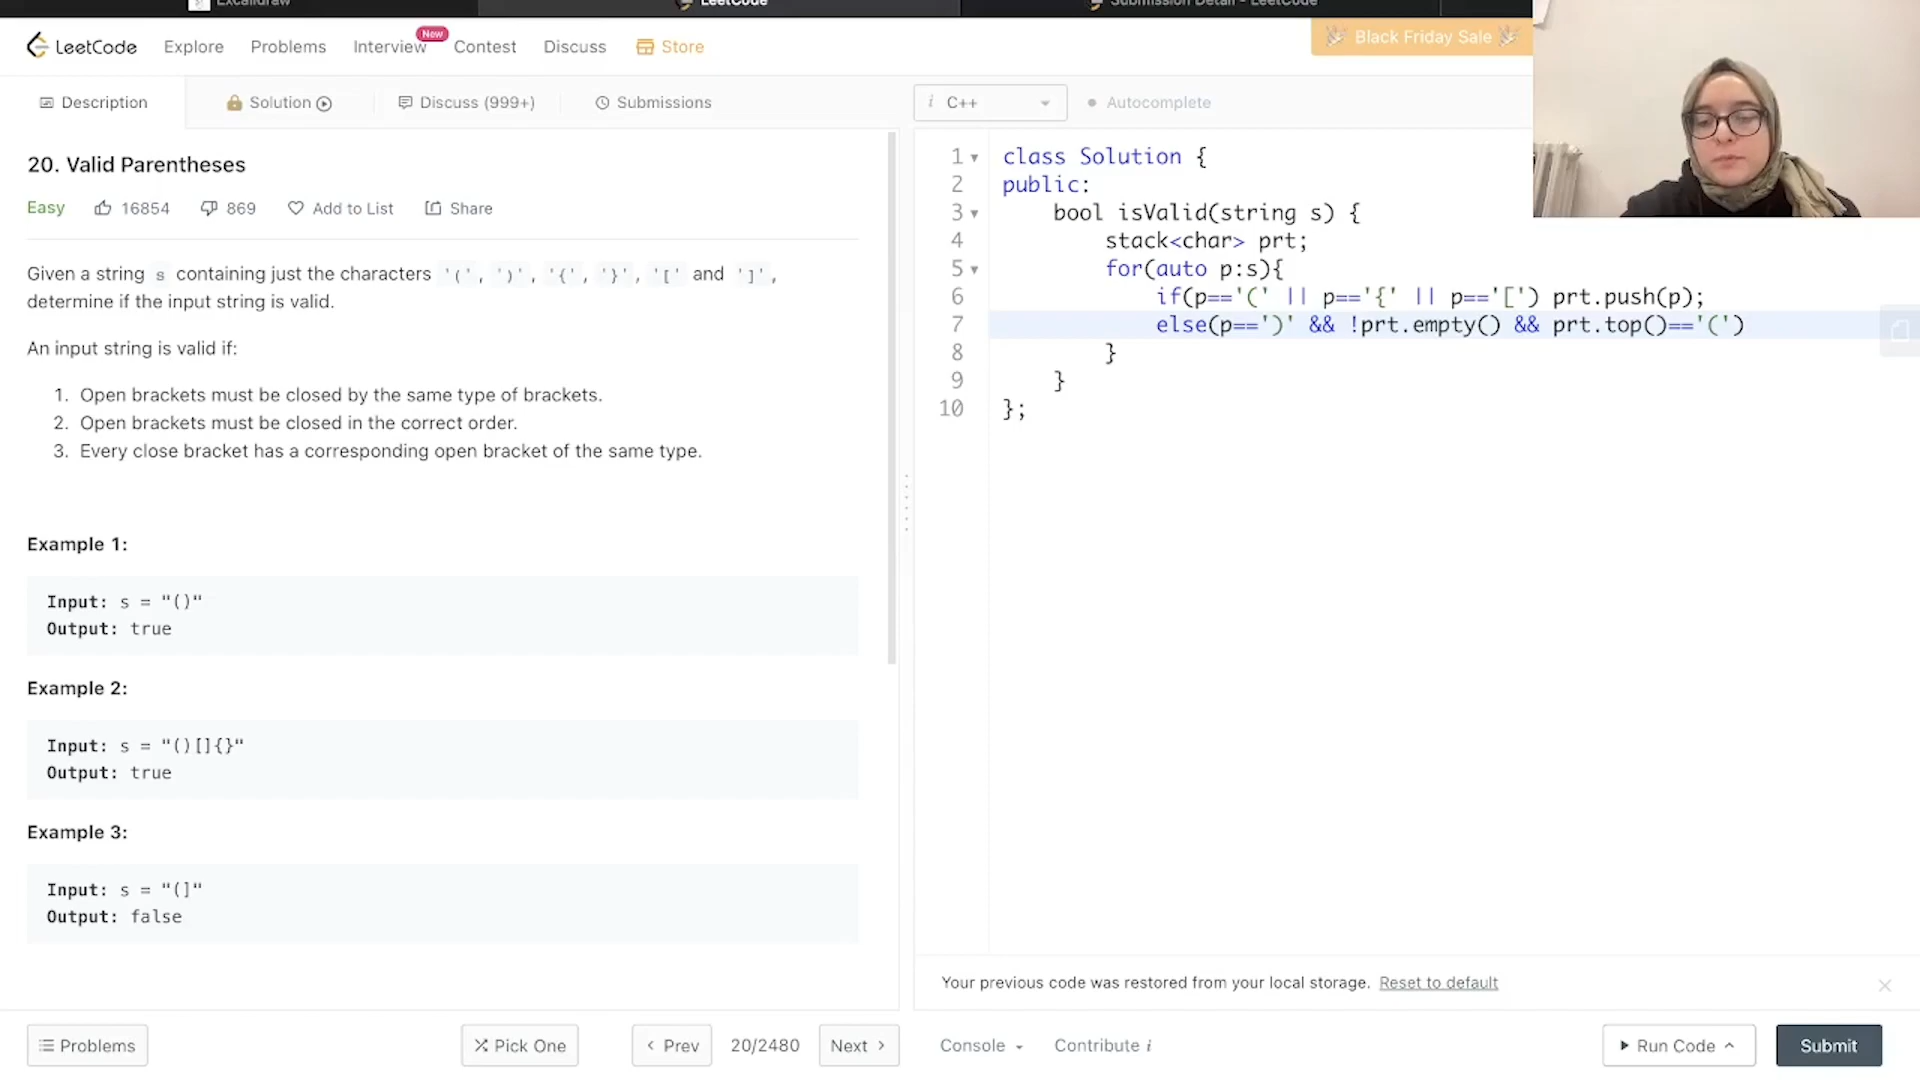 Excalidraw
LeetCode
Submission Detail - LeetCode
LeetCode Explore Problems Interview New Contest Discuss Store
Black Friday Sale
Description Solution Discuss (999+) Submissions
i C++ Autocomplete
20. Valid Parentheses
Easy 16854 869 Add to List Share
Given a string s containing just the characters '(', ')', '{', '}', '[' and ']',
determine if the input string is valid.
An input string is valid if:
1. Open brackets must be closed by the same type of brackets.
2. Open brackets must be closed in the correct order.
3. Every close bracket has a corresponding open bracket of the same type.
Example 1:
Input: s = "()"
Output: true
Example 2:
Input: s = "()[]{}"
Output: true
Example 3:
Input: s = "(]"
Output: false
1 class Solution {
2 public:
3 bool isValid(string s) {
4 stack<char> prt;
5 for(auto p:s){
6 if(p=='(' || p=='{' || p=='[') prt.push(p);
7 else(p==')' && !prt.empty() && prt.top()=='(')
8 }
9 }
10 };
Your previous code was restored from your local storage. Reset to default
Problems Pick One Prev 20/2480 Next Console Contribute i Run Code Submit